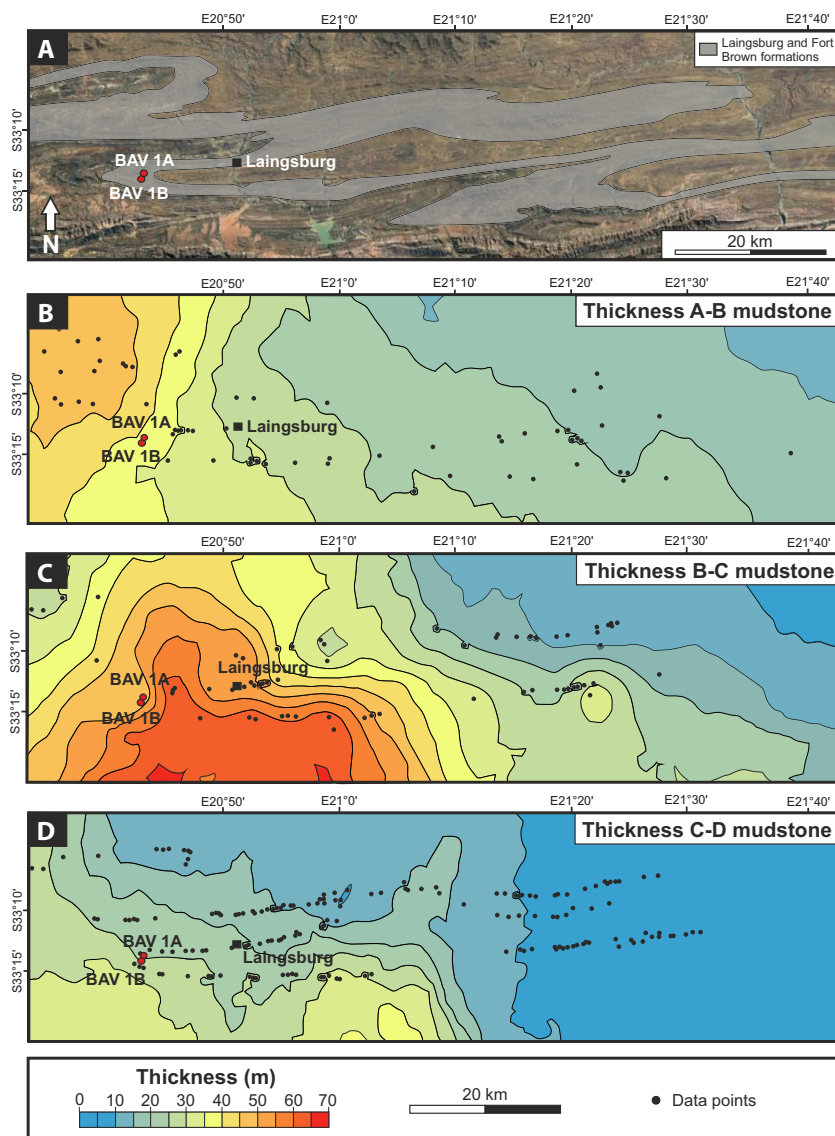 E20°50' E21°0' E21°10' E21°20' E21°30' E21°40'
A
Laingsburg and Fort
Brown formations
S33°10'
S33°15'
BAV 1A
Laingsburg
BAV 1B
N
20 km
E20°50' E21°0' E21°10' E21°20' E21°30' E21°40'
B
Thickness A-B mudstone
S33°10'
S33°15'
BAV 1A
Laingsburg
BAV 1B
E20°50' E21°0' E21°10' E21°20' E21°30' E21°40'
C
Thickness B-C mudstone
S33°10'
S33°15'
Laingsburg
BAV 1A
BAV 1B
E20°50' E21°0' E21°10' E21°20' E21°30' E21°40'
D
Thickness C-D mudstone
S33°10'
S33°15'
BAV 1A
Laingsburg
BAV 1B
Thickness (m)
0 10 20 30 40 50 60 70
20 km
Data points